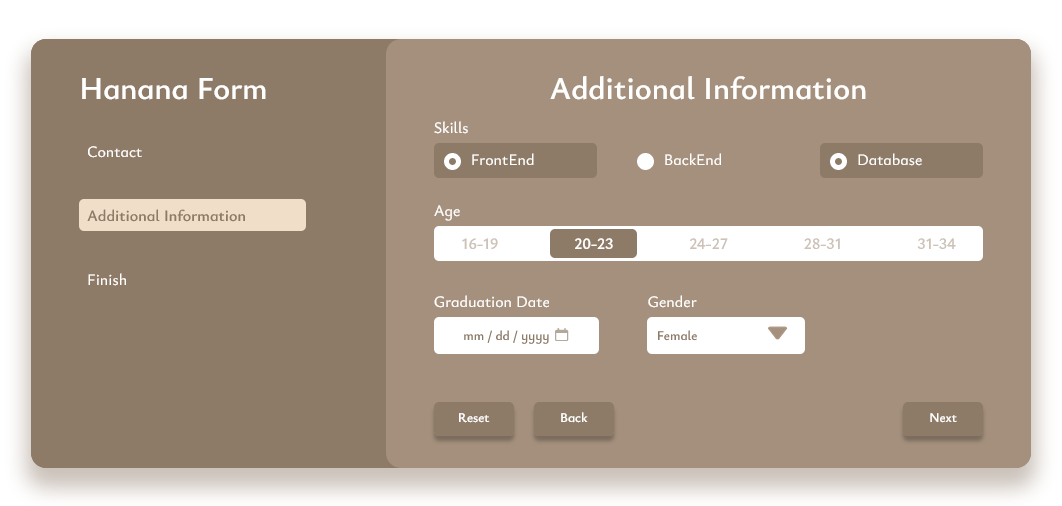 Hanana Form
Contact
Additional Information
Finish
Additional Information
Skills
FrontEnd BackEnd Database
Age
16-19 20-23 24-27 28-31 31-34
Graduation Date Gender
mm / dd / yyyy Female
Reset Back Next